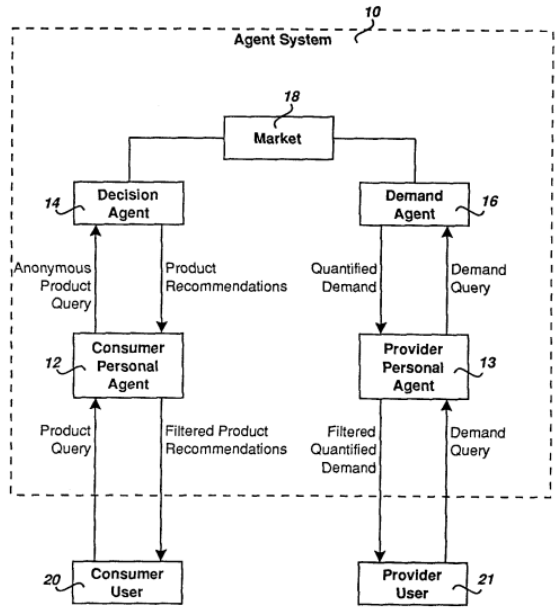 10
Agent System
18
Market
Decision
Agent
14
Demand
Agent
16
Anonymous
Product
Query
Product
Recommendations
Quantified
Demand
Demand
Query
Consumer
Personal
Agent
12
Provider
Personal
Agent
13
Product
Query
Filtered Product
Recommendations
Filtered
Quantified
Demand
Demand
Query
20
Consumer
User
Provider
User
21